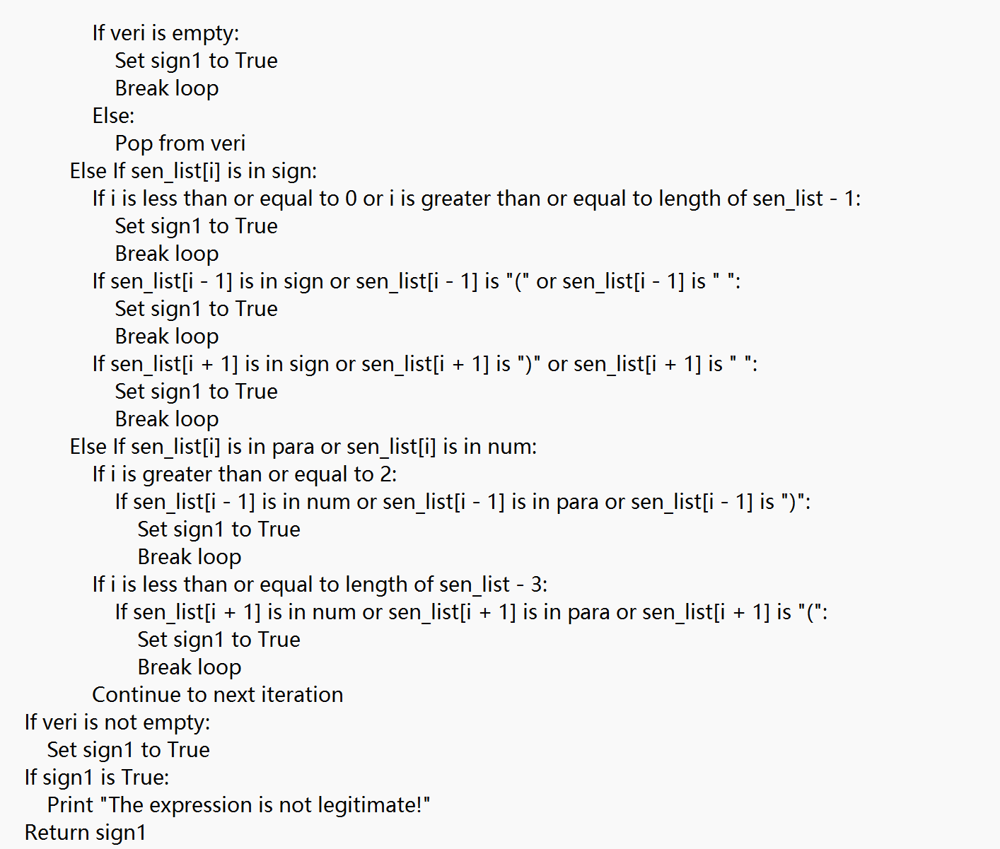 If veri is empty:
Set sign1 to True
Break loop
Else:
Pop from veri
Else If sen_list[i] is in sign:
If i is less than or equal to 0 or i is greater than or equal to length of sen_list - 1:
Set sign1 to True
Break loop
If sen_list[i - 1] is in sign or sen_list[i - 1] is "(" or sen_list[i - 1] is " ":
Set sign1 to True
Break loop
If sen_list[i + 1] is in sign or sen_list[i + 1] is ")" or sen_list[i + 1] is " ":
Set sign1 to True
Break loop
Else If sen_list[i] is in para or sen_list[i] is in num:
If i is greater than or equal to 2:
If sen_list[i - 1] is in num or sen_list[i - 1] is in para or sen_list[i - 1] is ")":
Set sign1 to True
Break loop
If i is less than or equal to length of sen_list - 3:
If sen_list[i + 1] is in num or sen_list[i + 1] is in para or sen_list[i + 1] is "(":
Set sign1 to True
Break loop
Continue to next iteration
If veri is not empty:
Set sign1 to True
If sign1 is True:
Print "The expression is not legitimate!"
Return sign1